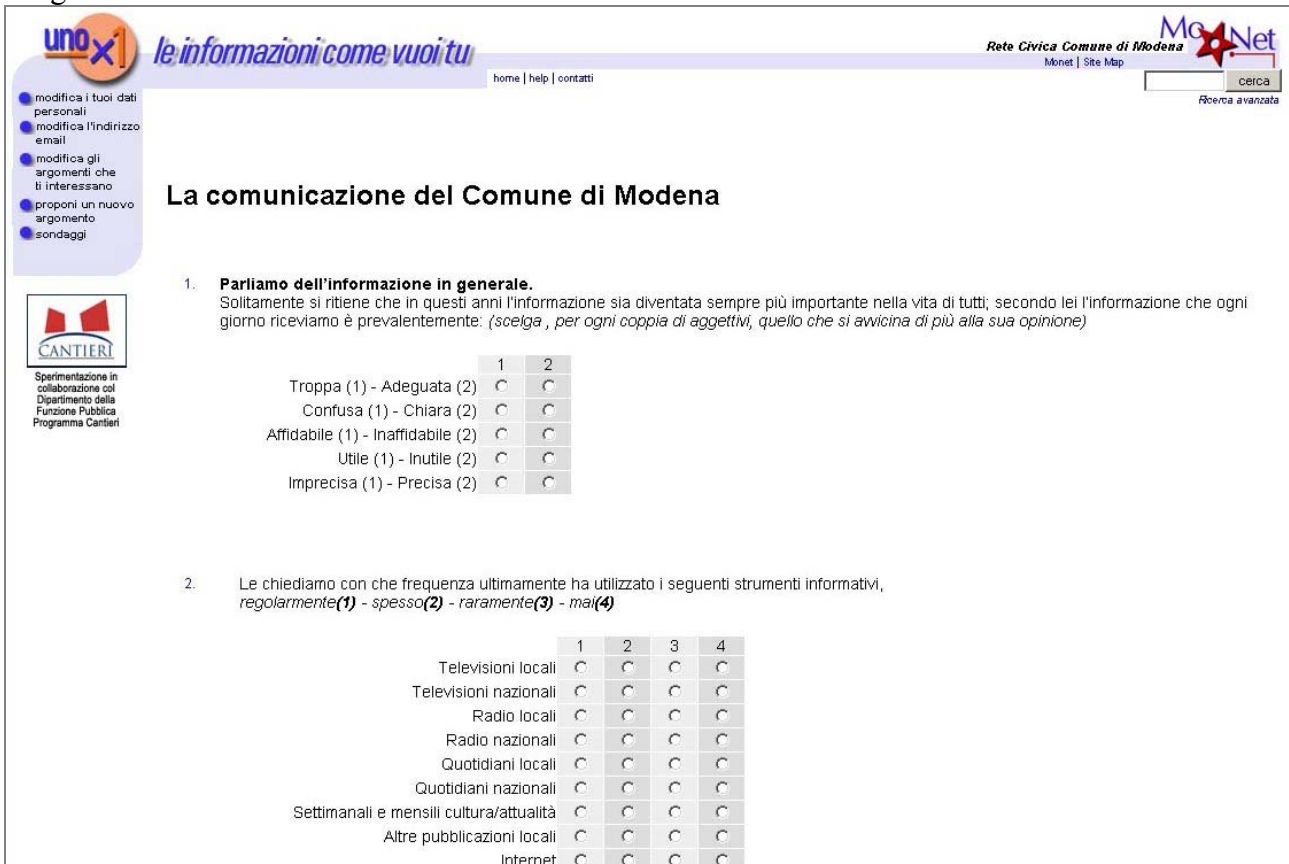 uno x1
le informazioni come vuoi tu
Rete Civica Comune di Modena
MoNet
Monet | Site Map
home | help | contatti
cerca
Ricerca avanzata
modifica i tuoi dati
personali
modifica l'indirizzo
email
modifica gli
argomenti che
ti interessano
proponi un nuovo
argomento
sondaggi
CANTIERI
Sperimentazione in
collaborazione col
Dipartimento della
Funzione Pubblica
Programma Cantieri
La comunicazione del Comune di Modena
1. Parliamo dell'informazione in generale.
Solitamente si ritiene che in questi anni l'informazione sia diventata sempre più importante nella vita di tutti; secondo lei l'informazione che ogni
giorno riceviamo è prevalentemente: (scelga , per ogni coppia di aggettivi, quello che si avvicina di più alla sua opinione)
1 2
Troppa (1) - Adeguata (2)
Confusa (1) - Chiara (2)
Affidabile (1) - Inaffidabile (2)
Utile (1) - Inutile (2)
Imprecisa (1) - Precisa (2)
2. Le chiediamo con che frequenza ultimamente ha utilizzato i seguenti strumenti informativi,
regolarmente(1) - spesso(2) - raramente(3) - mai(4)
1 2 3 4
Televisioni locali
Televisioni nazionali
Radio locali
Radio nazionali
Quotidiani locali
Quotidiani nazionali
Settimanali e mensili cultura/attualità
Altre pubblicazioni locali
Internet